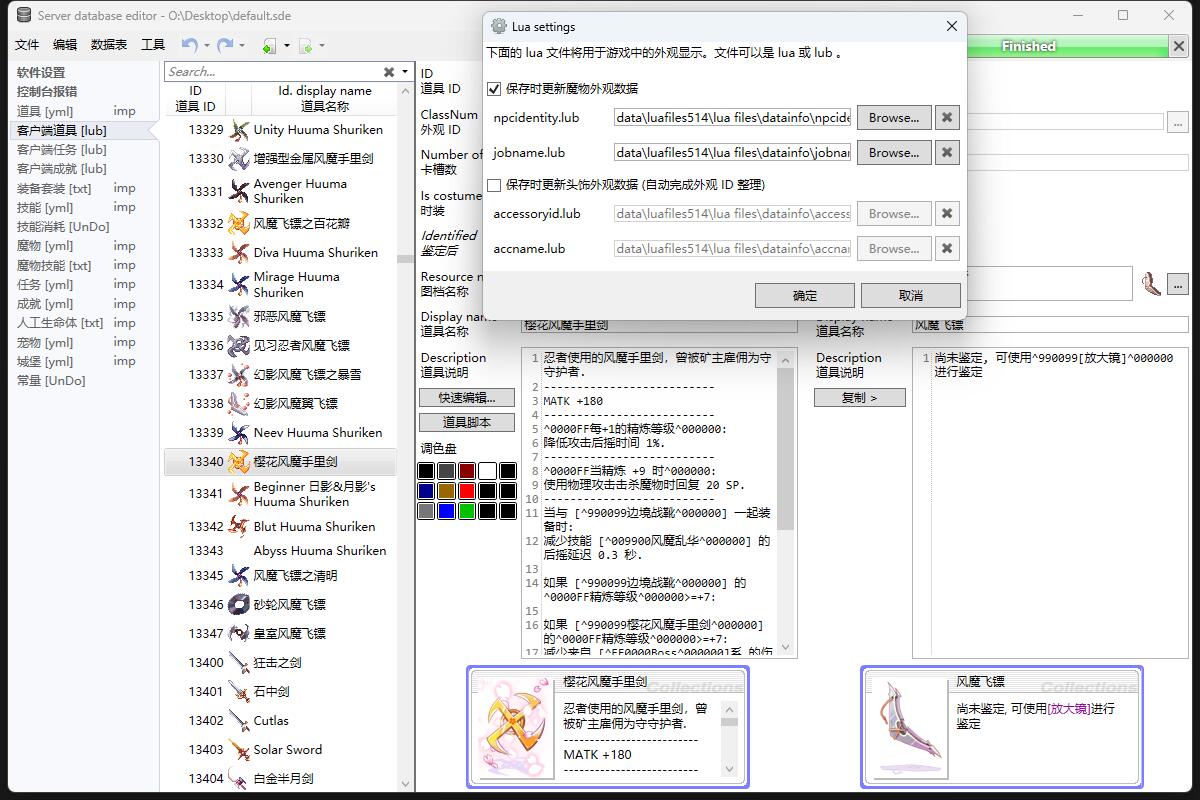 Server database editor - O:\Desktop\default.sde
文件 编辑 数据表 工具
Finished
软件设置
控制台报错
道具 [yml] imp
客户端道具 [lub]
客户端任务 [lub]
客户端成就 [lub]
装备套装 [txt] imp
技能 [yml] imp
技能消耗 [UnDo]
魔物 [yml] imp
魔物技能 [txt] imp
任务 [yml] imp
成就 [yml] imp
人工生命体 [txt] imp
宠物 [yml] imp
城堡 [yml] imp
常量 [UnDo]
Search...
ID Id. display name
道具 ID 道具名称
13329 Unity Huuma Shuriken
13330 增强型金属风魔手里剑
13331 Avenger Huuma
Shuriken
13332 风魔飞镖之百花瓣
13333 Diva Huuma Shuriken
13334 Mirage Huuma
Shuriken
13335 邪恶风魔飞镖
13336 见习忍者风魔飞镖
13337 幻影风魔飞镖之暴雪
13338 幻影风魔翼飞镖
13339 Neev Huuma Shuriken
13340 樱花风魔手里剑
13341 Beginner 日影&月影's
Huuma Shuriken
13342 Blut Huuma Shuriken
13343 Abyss Huuma Shuriken
13345 风魔飞镖之清明
13346 砂轮风魔飞镖
13347 皇室风魔飞镖
13400 狂击之剑
13401 石中剑
13402 Cutlas
13403 Solar Sword
13404 白金半月剑
ID
道具 ID
ClassNum
外观 ID
Number of
卡槽数
Is costume
时装
Identified
鉴定后
Resource n
图档名称
Display name
道具名称
樱花风魔手里剑
Description
道具说明
快速编辑...
道具脚本
调色盘
Lua settings
下面的 lua 文件将用于游戏中的外观显示。文件可以是 lua 或 lub 。
保存时更新魔物外观数据
npcidentity.lub data\luafiles514\lua files\datainfo\npcide Browse...
jobname.lub data\luafiles514\lua files\datainfo\jobnar Browse...
保存时更新头饰外观数据 (自动完成外观 ID 整理)
accessoryid.lub data\luafiles514\lua files\datainfo\access Browse...
accname.lub data\luafiles514\lua files\datainfo\accnar Browse...
确定 取消
1 忍者使用的风魔手里剑，曾被矿主雇佣为守
守护者.
2 --------------------------
3 MATK +180
4 --------------------------
5 ^0000FF每+1的精炼等级^000000:
6 降低攻击后摇时间 1%.
7 --------------------------
8 ^0000FF当精炼 +9 时^000000:
9 使用物理攻击击杀魔物时回复 20 SP.
10 --------------------------
11 当与 [^990099边境战靴^000000] 一起装
备时:
12 减少技能 [^009900风魔乱华^000000] 的
后摇延迟 0.3 秒.
13
14 如果 [^990099边境战靴^000000] 的
^0000FF精炼等级^000000>=+7:
15
16 如果 [^990099樱花风魔手里剑^000000]
的^0000FF精炼等级^000000>=+7:
17 减少来自 [^FF0000Boss^000000]系 的伤
Display name
道具名称
风魔飞镖
Description
道具说明
复制 >
1 尚未鉴定, 可使用^990099[放大镜]^000000
进行鉴定
...
...
樱花风魔手里剑
Collections
忍者使用的风魔手里剑，曾
被矿主雇佣为守守护者.
--------------------------
MATK +180
--------------------------
风魔飞镖
Collections
尚未鉴定, 可使用[放大镜]进行
鉴定